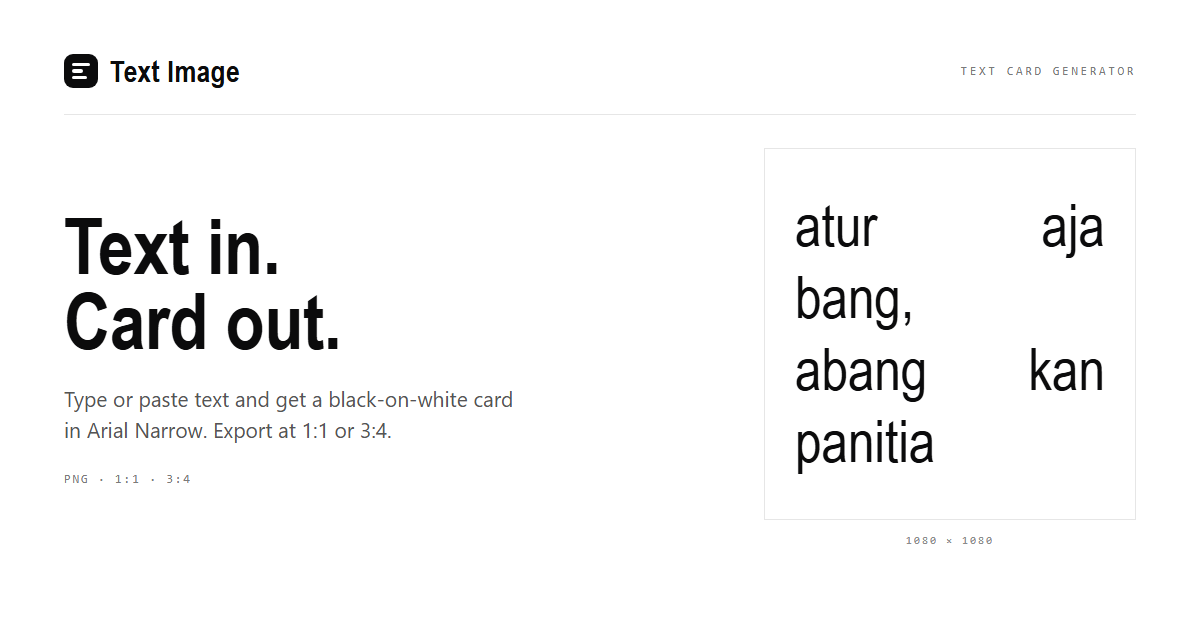 Text Image
TEXT CARD GENERATOR
Text in.
Card out.
Type or paste text and get a black-on-white card
in Arial Narrow. Export at 1:1 or 3:4.
PNG · 1:1 · 3:4
atur aja
bang,
abang kan
panitia
1080 × 1080